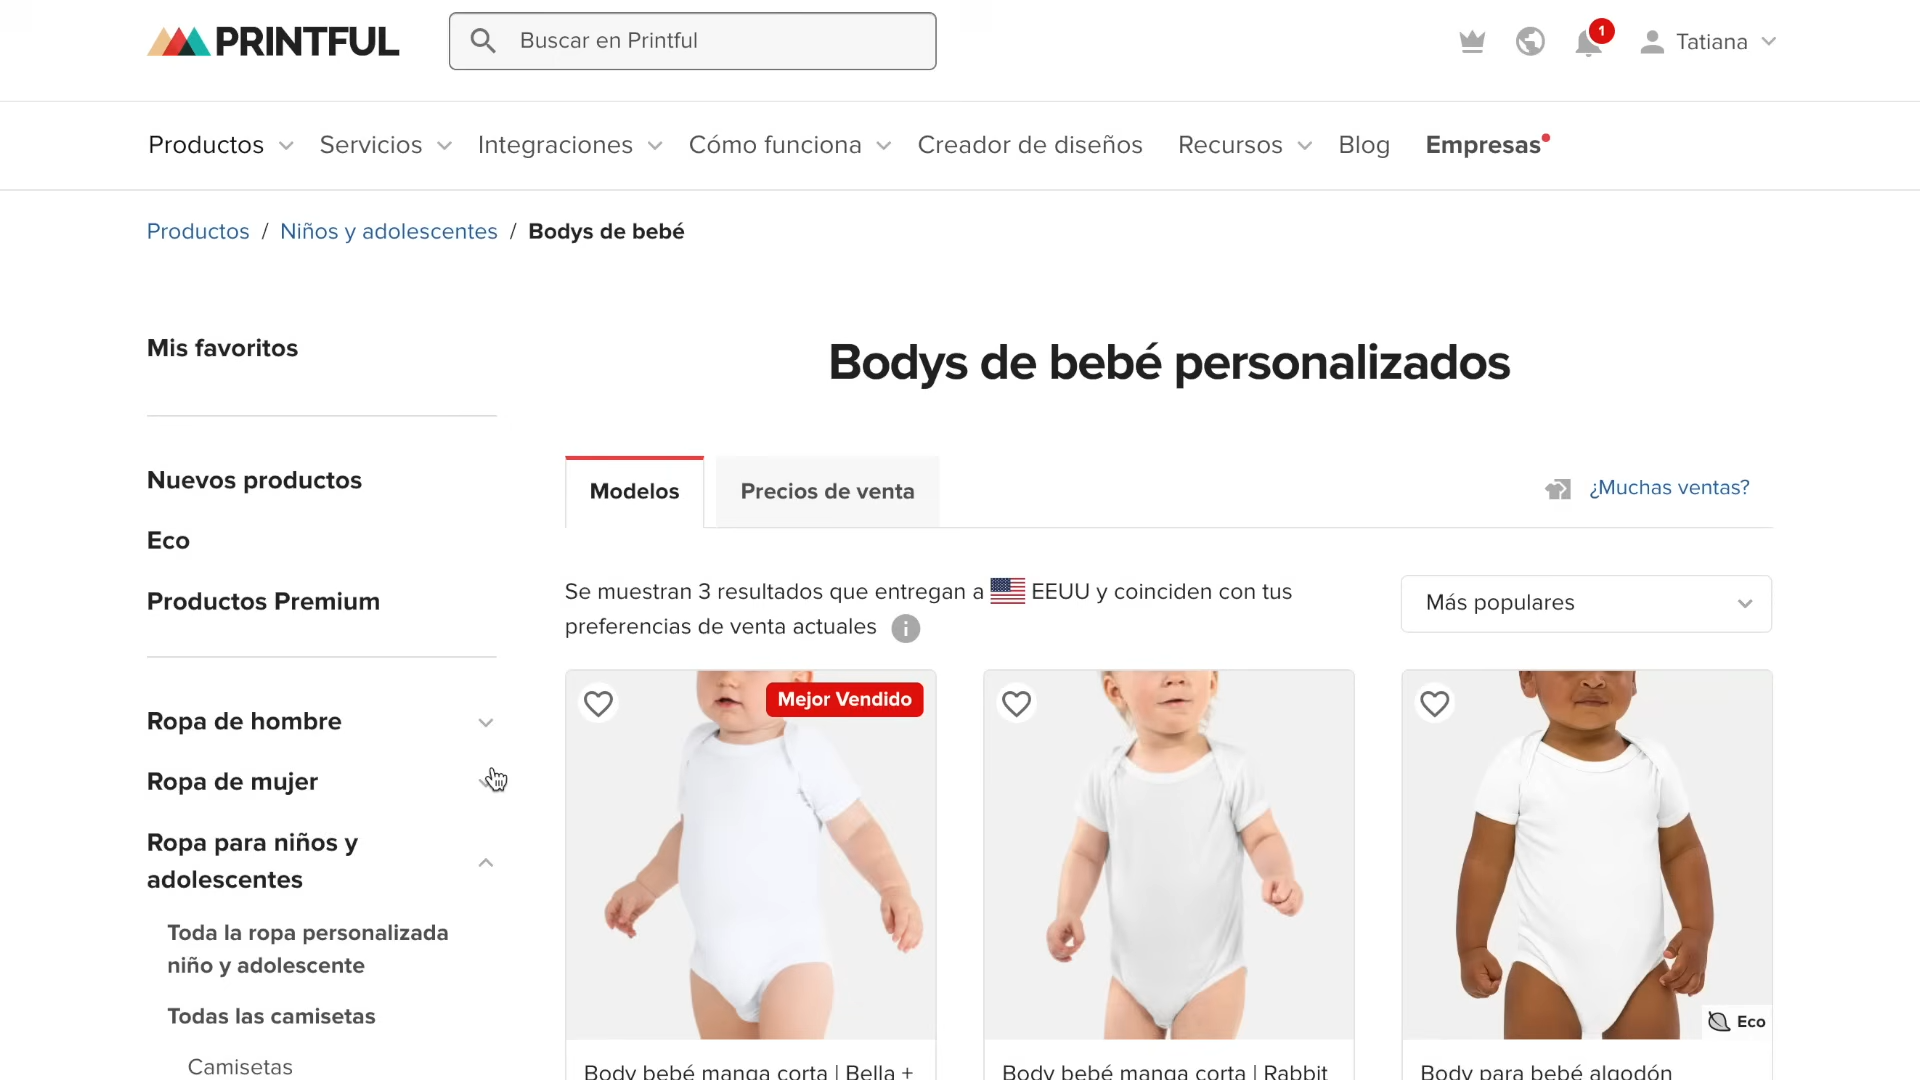 PRINTFUL
Buscar en Printful
1
Tatiana
Productos
Servicios
Integraciones
Cómo funciona
Creador de diseños
Recursos
Blog
Empresas
Productos / Niños y adolescentes / Bodys de bebé
Mis favoritos
Nuevos productos
Eco
Productos Premium
Ropa de hombre
Ropa de mujer
Ropa para niños y
adolescentes
Toda la ropa personalizada
niño y adolescente
Todas las camisetas
Camisetas
Bodys de bebé personalizados
Modelos
Precios de venta
¿Muchas ventas?
Se muestran 3 resultados que entregan a EEUU y coinciden con tus
preferencias de venta actuales
Más populares
Mejor Vendido
Eco
Body bebé manga corta | Bella +
Body bebé manga corta | Rabbit
Body para bebé algodón